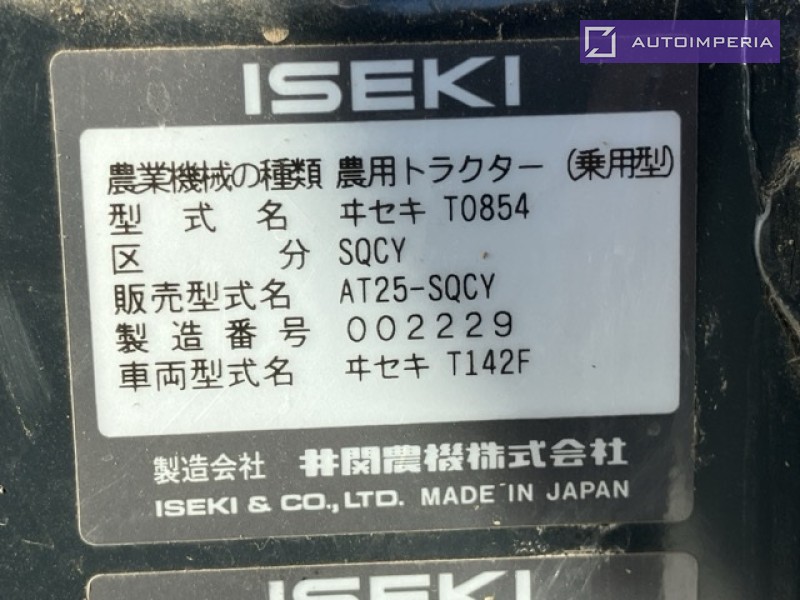 AUTOIMPERIA
ISEKI
農業機械の種類 農用トラクター (乗用型)
型式名 ヰセキ T0854
区分 SQCY
販売型式名 AT25-SQCY
製造番号 002229
車両型式名 ヰセキ T142F
製造会社 井関農機株式会社
ISEKI & CO., LTD. MADE IN JAPAN
ISEKI